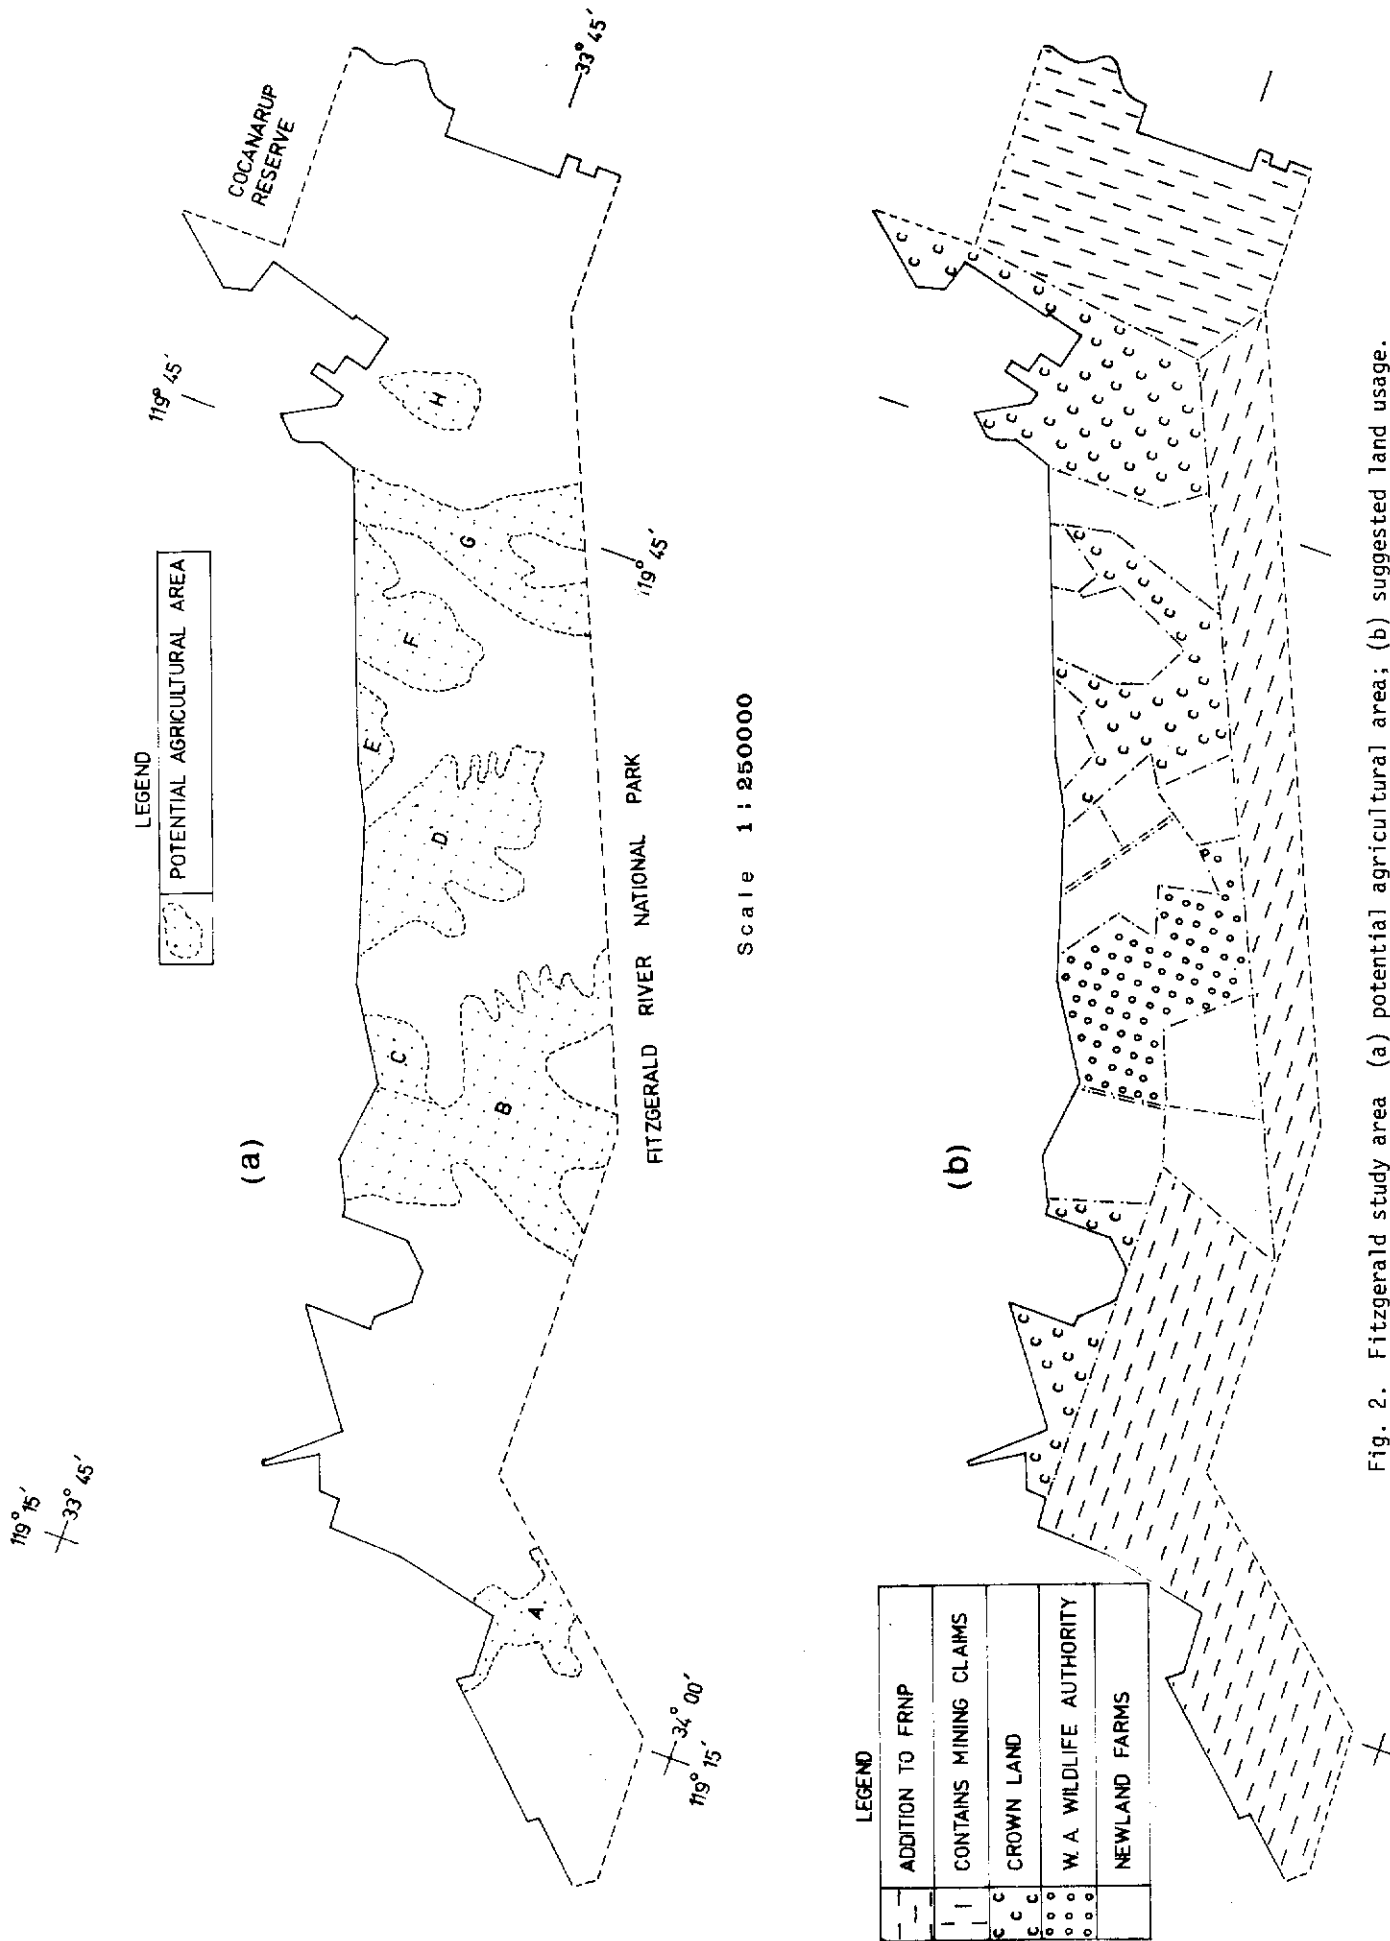 119° 15′
33° 45′
(a)
LEGEND
POTENTIAL AGRICULTURAL AREA
119° 45′
COCANARUP
RESERVE
33° 45′
A
B
C
D
E
F
G
H
119° 45′
34° 00′
119° 15′
FITZGERALD RIVER NATIONAL PARK
Scale 1 : 250000
(b)
LEGEND
ADDITION TO FRNP
CONTAINS MINING CLAIMS
CROWN LAND
W. A. WILDLIFE AUTHORITY
NEWLAND FARMS
Fig. 2. Fitzgerald study area (a) potential agricultural area; (b) suggested land usage.